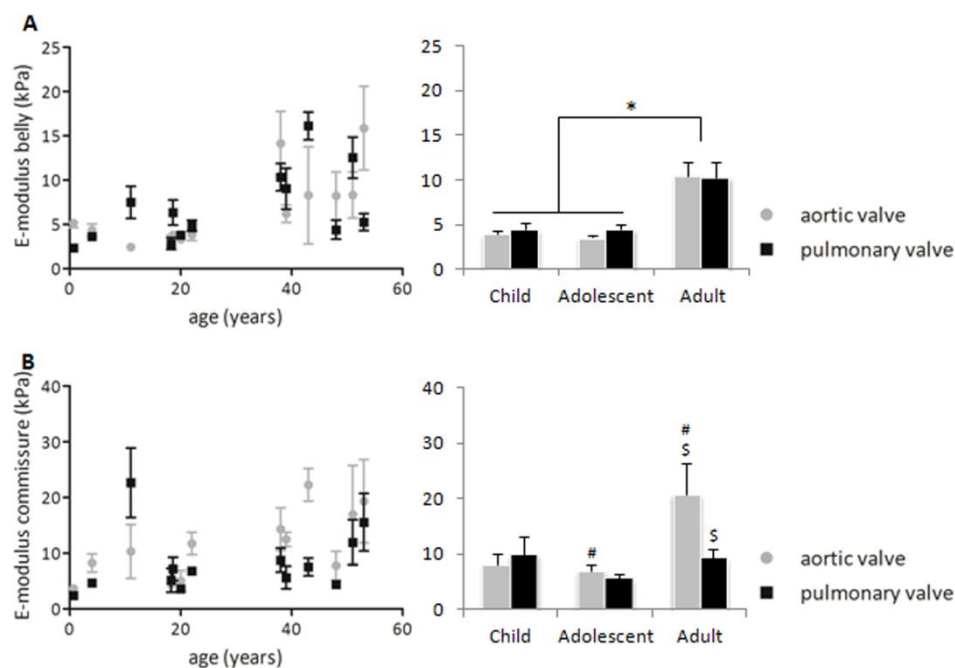 A
E-modulus belly (kPa)
25
20
15
10
5
0
0 20 40 60
age (years)
25
20
15
10
5
0
*
Child Adolescent Adult
aortic valve
pulmonary valve
B
E-modulus commissure (kPa)
40
30
20
10
0
0 20 40 60
age (years)
40
30
20
10
0
#
#
$
$
Child Adolescent Adult
aortic valve
pulmonary valve